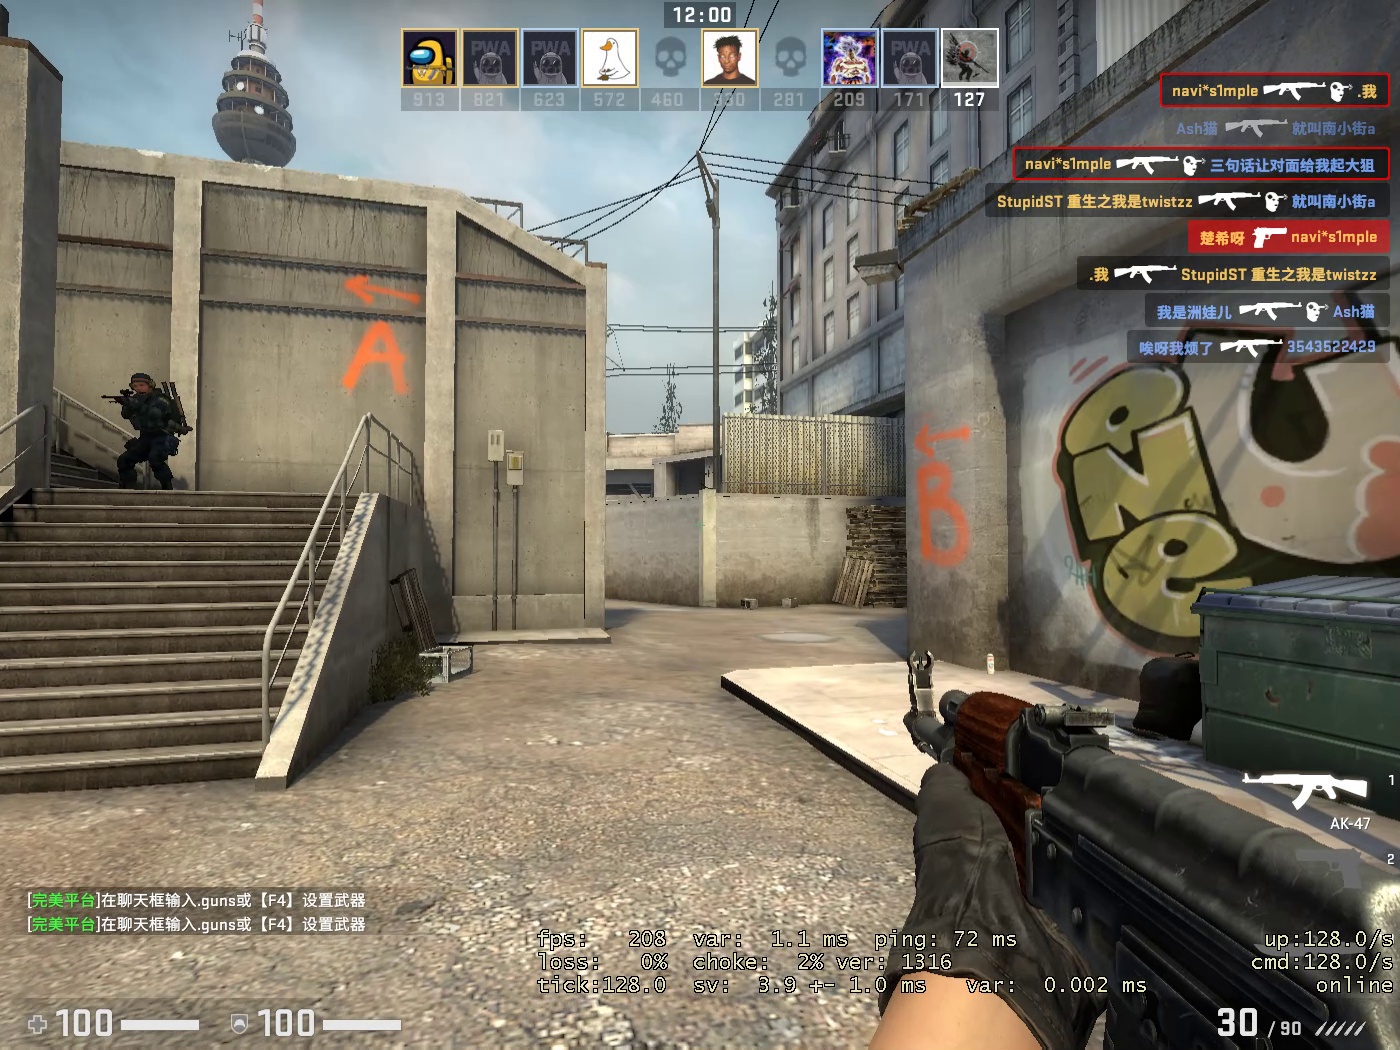 12:00
PWA PWA PWA
913 821 623 572 460 330 281 209 171 127
navi*s1mple .我
Ash猫 就叫南小街a
navi*s1mple 三句话让对面给我起大狙
StupidST 重生之我是twistzz 就叫南小街a
楚希呀 navi*s1mple
.我 StupidST 重生之我是twistzz
我是洲娃儿 Ash猫
唉呀我烦了 3543522429
A
B
1
AK-47
2
[完美平台]在聊天框输入.guns或【F4】设置武器
[完美平台]在聊天框输入.guns或【F4】设置武器
fps: 208 var: 1.1 ms ping: 72 ms up:128.0/s
loss: 0% choke: 2% ver: 1316 cmd:128.0/s
tick:128.0 sv: 3.9 +- 1.0 ms var: 0.002 ms online
100 100 30 / 90